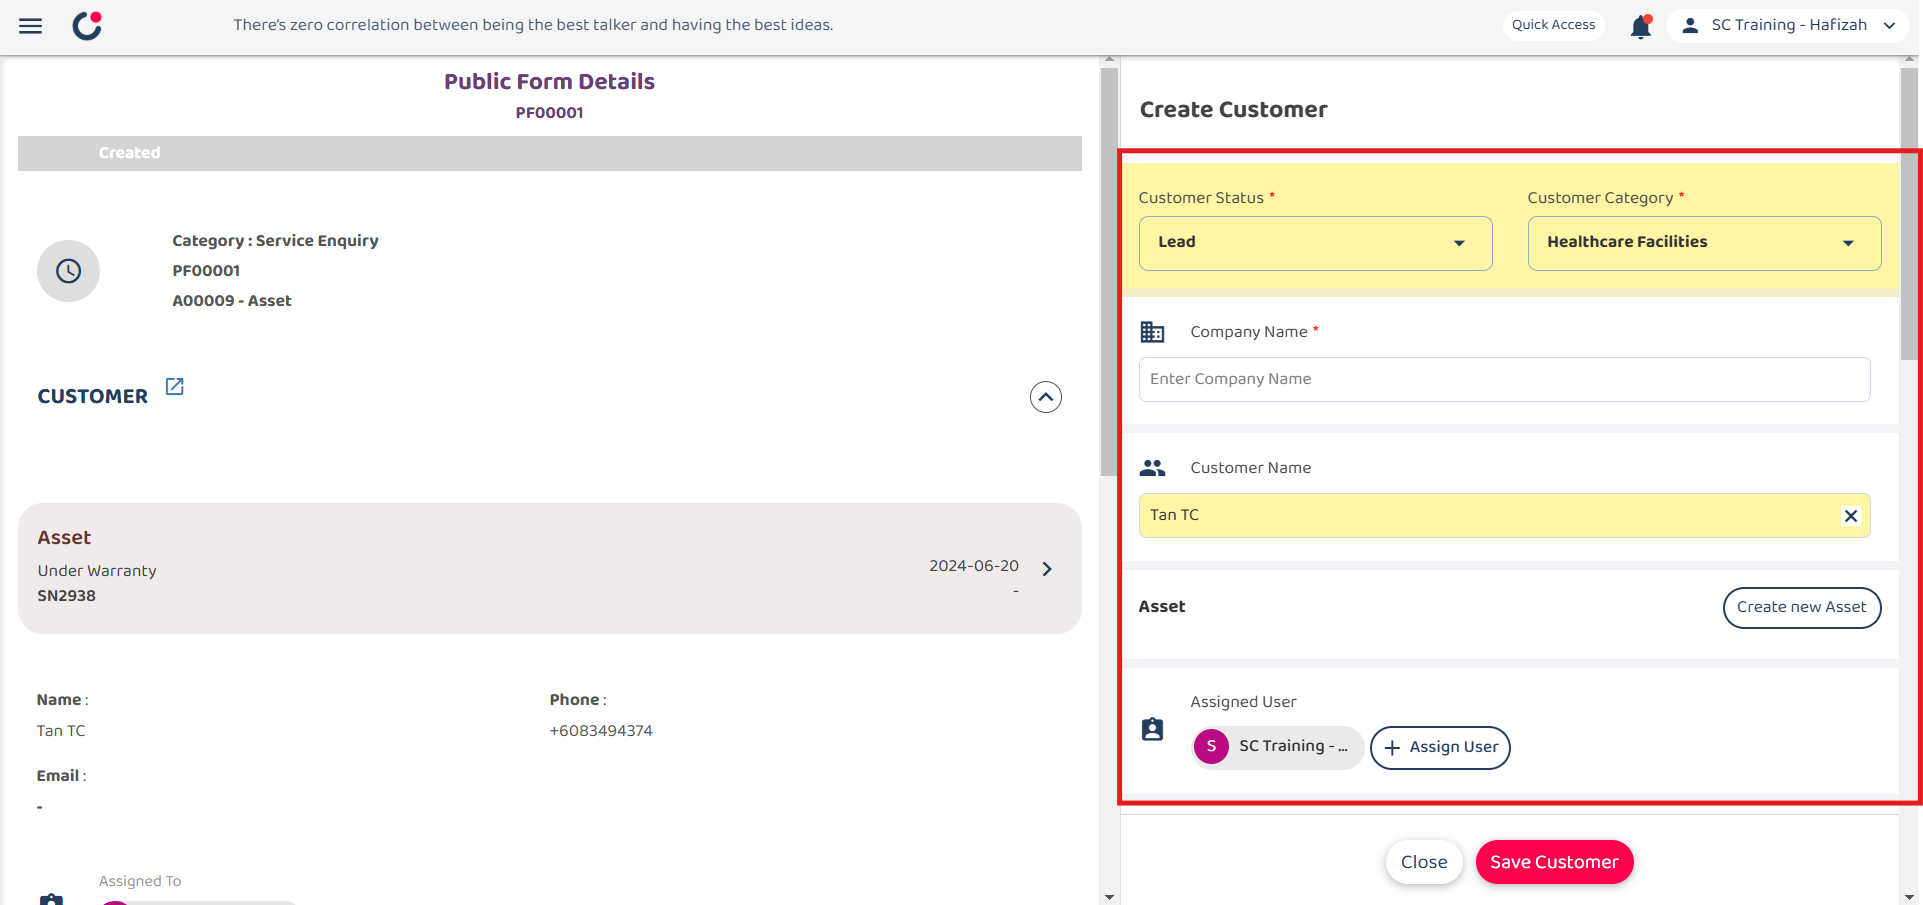 There's zero correlation between being the best talker and having the best ideas.
Quick Access
SC Training - Hafizah
Public Form Details
PF00001
Created
Category : Service Enquiry
PF00001
A00009 - Asset
CUSTOMER
Asset
Under Warranty
SN2938
2024-06-20
-
Name :
Tan TC
Phone :
+6083494374
Email :
-
Assigned To
Create Customer
Customer Status *
Lead
Customer Category *
Healthcare Facilities
Company Name *
Enter Company Name
Customer Name
Tan TC
Asset
Create new Asset
Assigned User
S
SC Training - ...
+ Assign User
Close
Save Customer